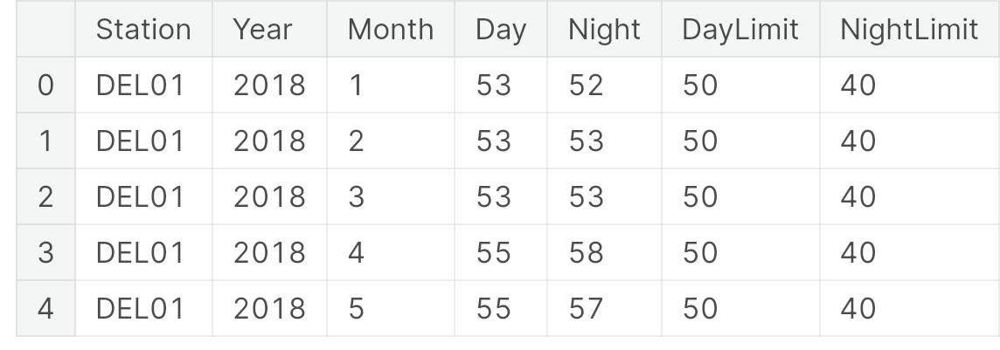 Station Year Month Day Night DayLimit NightLimit
0 DEL01 2018 1 53 52 50 40
1 DEL01 2018 2 53 53 50 40
2 DEL01 2018 3 53 53 50 40
3 DEL01 2018 4 55 58 50 40
4 DEL01 2018 5 55 57 50 40